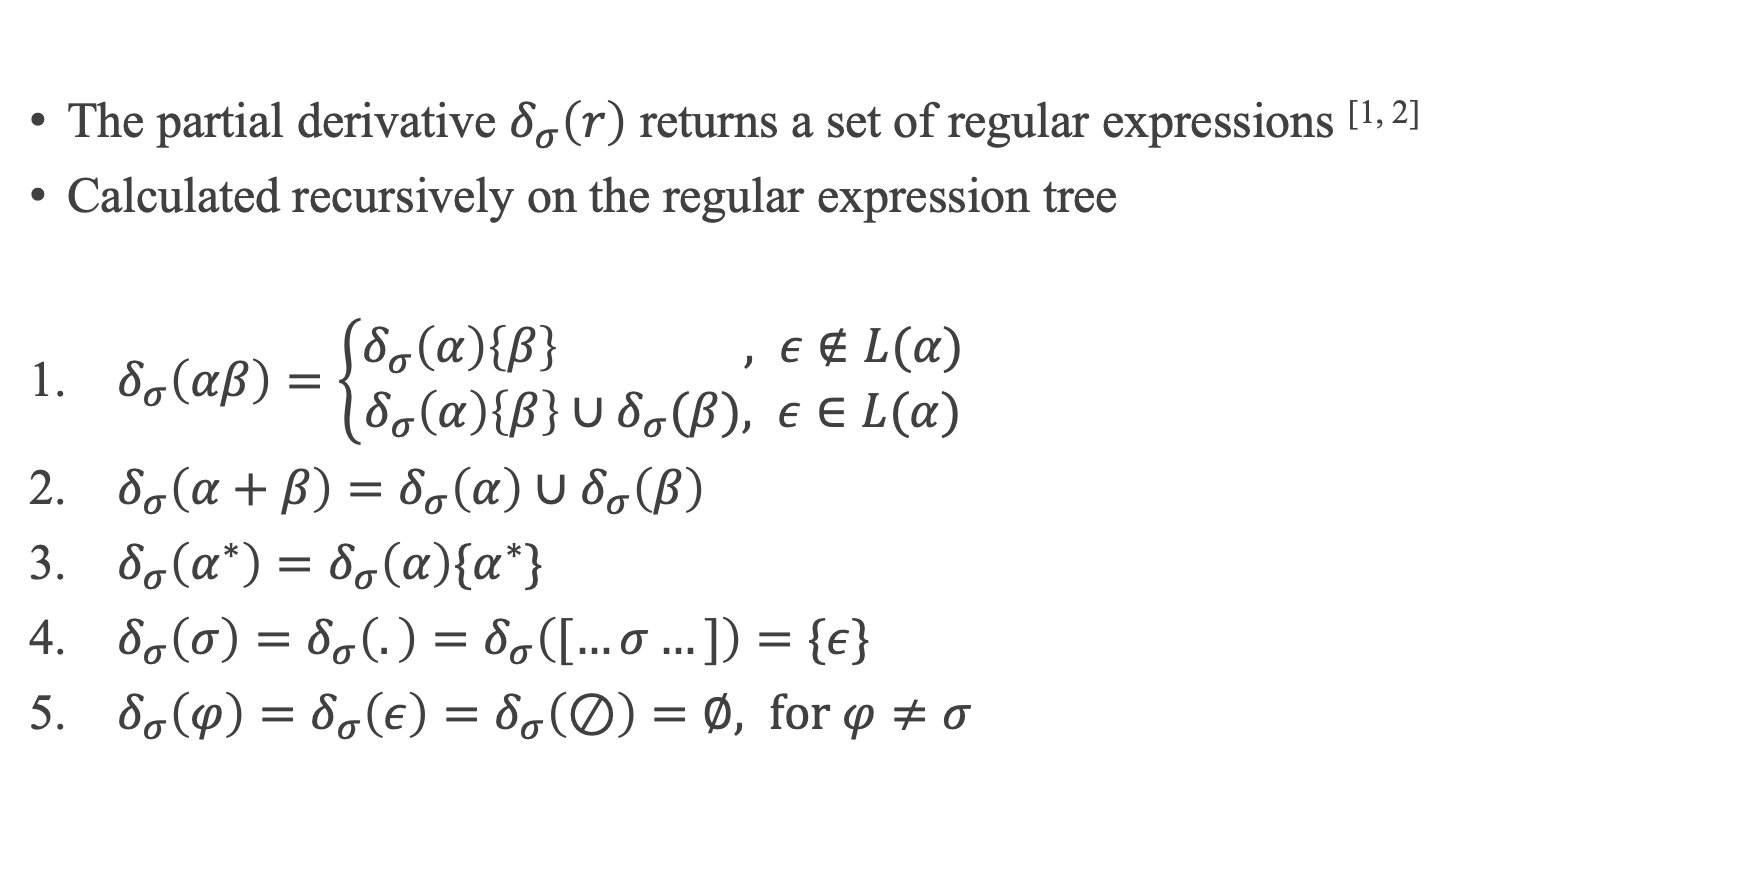 • The partial derivative δ_σ(r) returns a set of regular expressions [1, 2]
• Calculated recursively on the regular expression tree
1. δ_σ(αβ) = { δ_σ(α){β} , ϵ ∉ L(α)
δ_σ(α){β} ∪ δ_σ(β), ϵ ∈ L(α)
2. δ_σ(α + β) = δ_σ(α) ∪ δ_σ(β)
3. δ_σ(α*) = δ_σ(α){α*}
4. δ_σ(σ) = δ_σ(.) = δ_σ([...σ...]) = {ϵ}
5. δ_σ(φ) = δ_σ(ϵ) = δ_σ(∅) = ∅, for φ ≠ σ